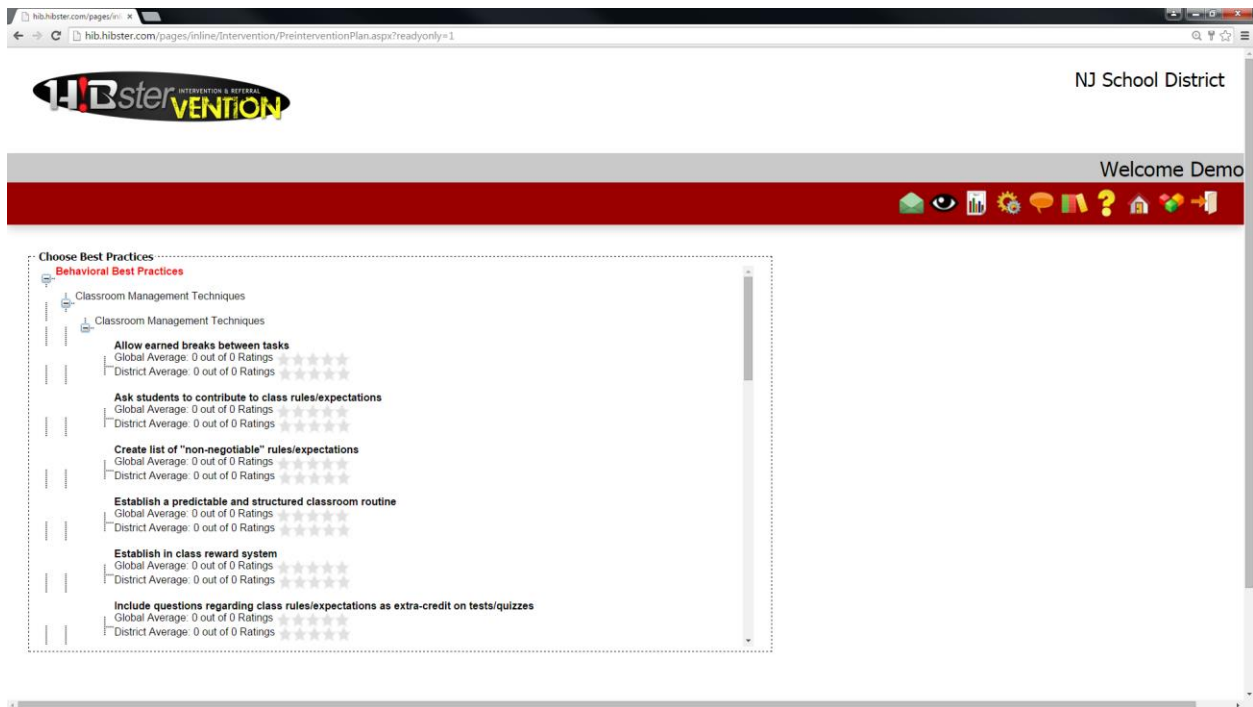 hib.hibster.com/pages/inl
hib.hibster.com/pages/inline/Intervention/PreinterventionPlan.aspx?readyonly=1
H!Bster INTERVENTION & REFERRAL
VENTION
NJ School District
Welcome Demo
Choose Best Practices
Behavioral Best Practices
Classroom Management Techniques
Classroom Management Techniques
Allow earned breaks between tasks
Global Average: 0 out of 0 Ratings
District Average: 0 out of 0 Ratings
Ask students to contribute to class rules/expectations
Global Average: 0 out of 0 Ratings
District Average: 0 out of 0 Ratings
Create list of "non-negotiable" rules/expectations
Global Average: 0 out of 0 Ratings
District Average: 0 out of 0 Ratings
Establish a predictable and structured classroom routine
Global Average: 0 out of 0 Ratings
District Average: 0 out of 0 Ratings
Establish in class reward system
Global Average: 0 out of 0 Ratings
District Average: 0 out of 0 Ratings
Include questions regarding class rules/expectations as extra-credit on tests/quizzes
Global Average: 0 out of 0 Ratings
District Average: 0 out of 0 Ratings